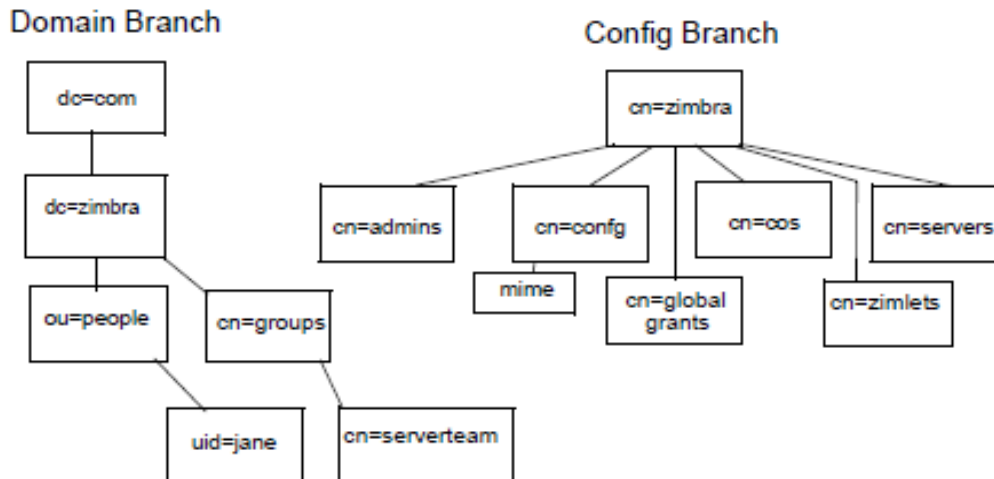 Domain Branch
dc=com
dc=zimbra
ou=people
cn=groups
uid=jane
cn=serverteam
Config Branch
cn=zimbra
cn=admins
cn=confg
cn=cos
cn=servers
mime
cn=global
grants
cn=zimlets